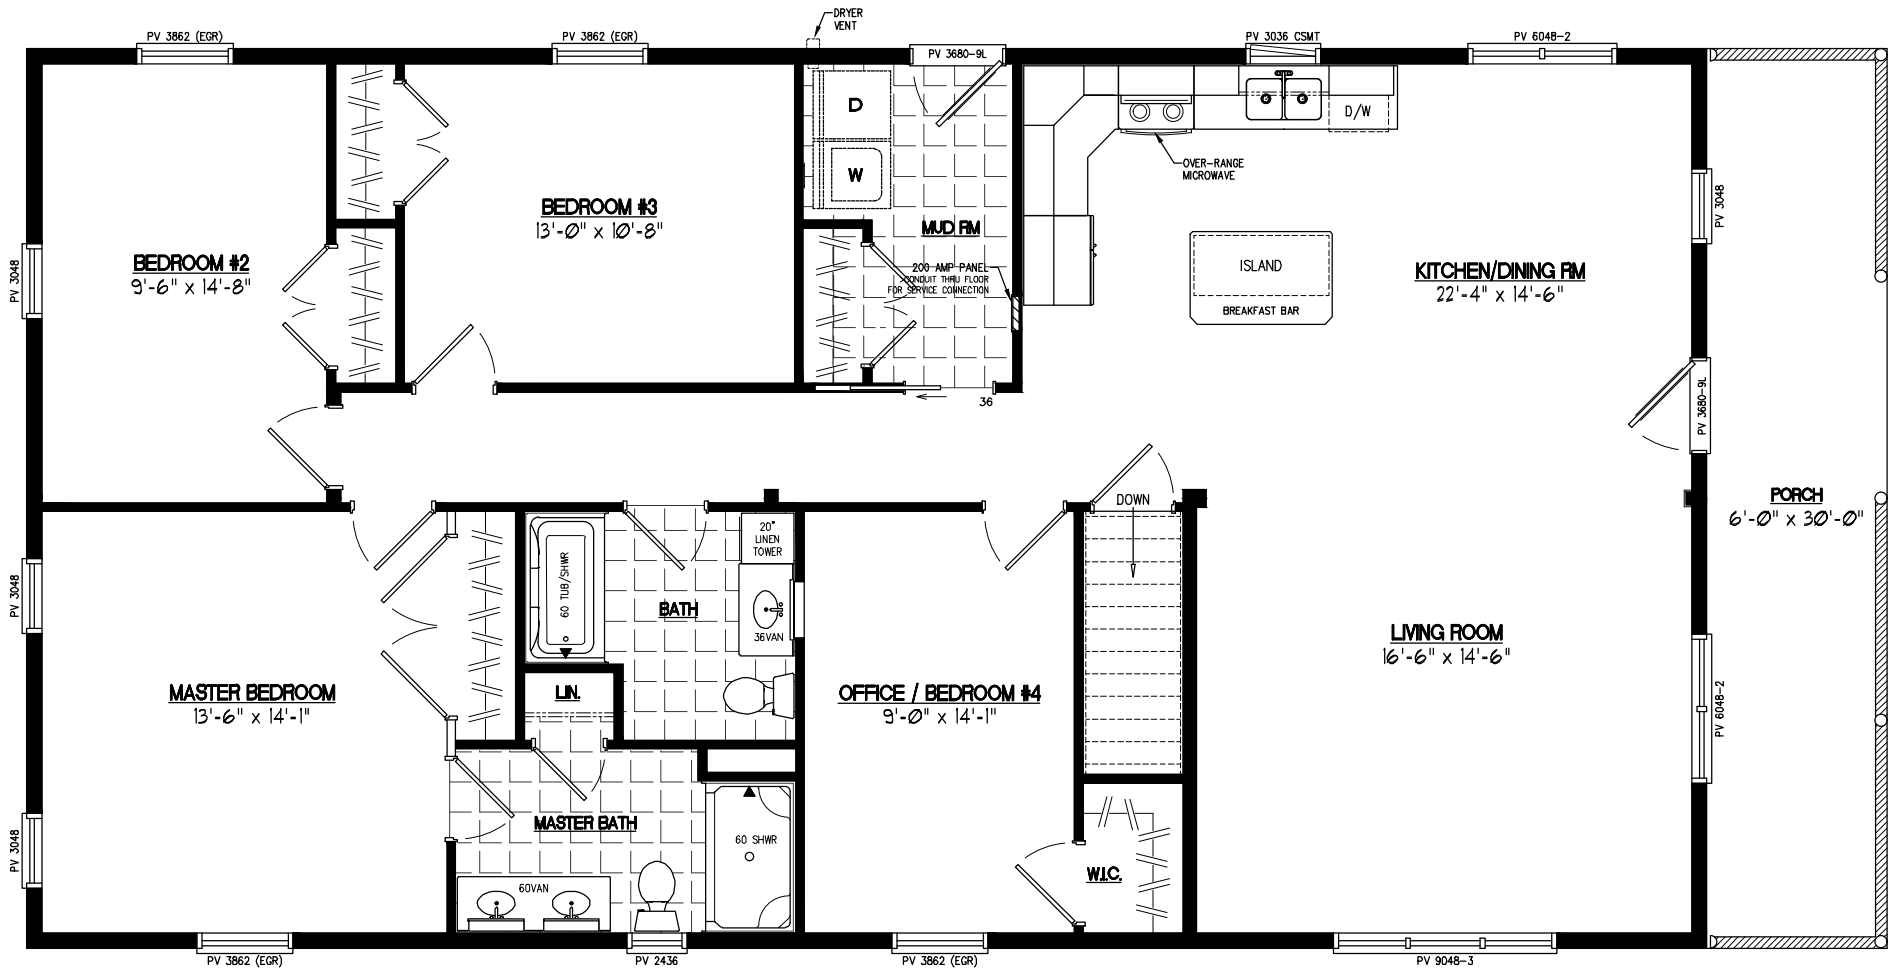 DRYER
VENT
PV 3862 (EGR)
PV 3862 (EGR)
PV 3680-9L
PV 3036 CSMT
PV 6048-2
D
W
D/W
OVER-RANGE
MICROWAVE
BEDROOM #3
13'-0" x 10'-8"
MUD RM
BEDROOM #2
9'-6" x 14'-8"
PV 3048
200 AMP PANEL
CONDUIT THRU FLOOR
FOR SERVICE CONNECTION
ISLAND
BREAKFAST BAR
KITCHEN/DINING RM
22'-4" x 14'-6"
PV 3048
36
PV 3680-9L
DOWN
PORCH
6'-0" x 30'-0"
20"
LINEN
TOWER
PV 3048
60 TUB/SHWR
BATH
36VAN
LIVING ROOM
16'-6" x 14'-6"
MASTER BEDROOM
13'-6" x 14'-1"
LIN.
OFFICE / BEDROOM #4
9'-0" x 14'-1"
PV 6048-2
PV 3048
MASTER BATH
60 SHWR
60VAN
W.I.C.
PV 3862 (EGR)
PV 2436
PV 3862 (EGR)
PV 9048-3